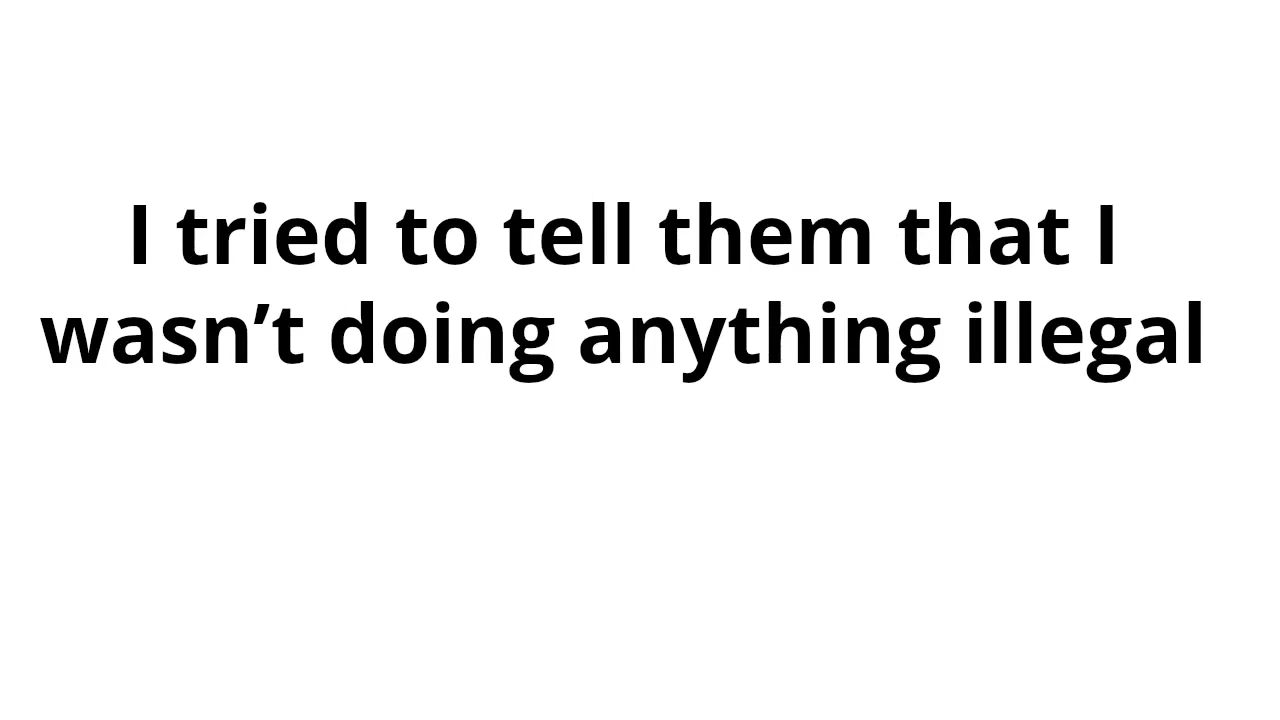 I tried to tell them that I
wasn’t doing anything illegal